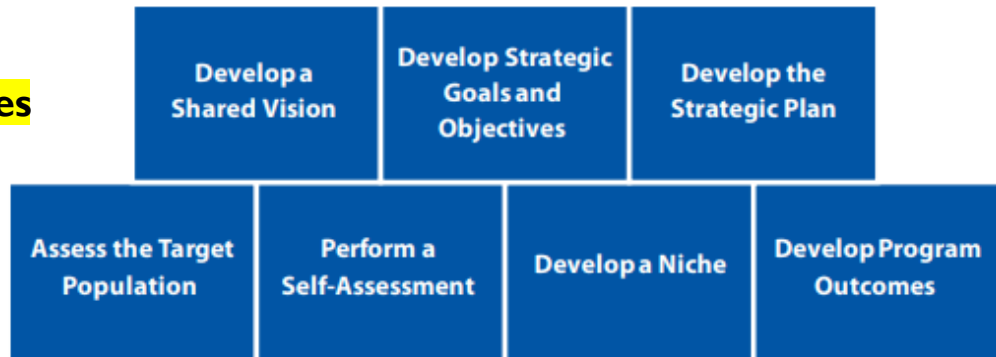 es
Develop a
Shared Vision
Develop Strategic
Goals and
Objectives
Develop the
Strategic Plan
Assess the Target
Population
Perform a
Self-Assessment
Develop a Niche
Develop Program
Outcomes